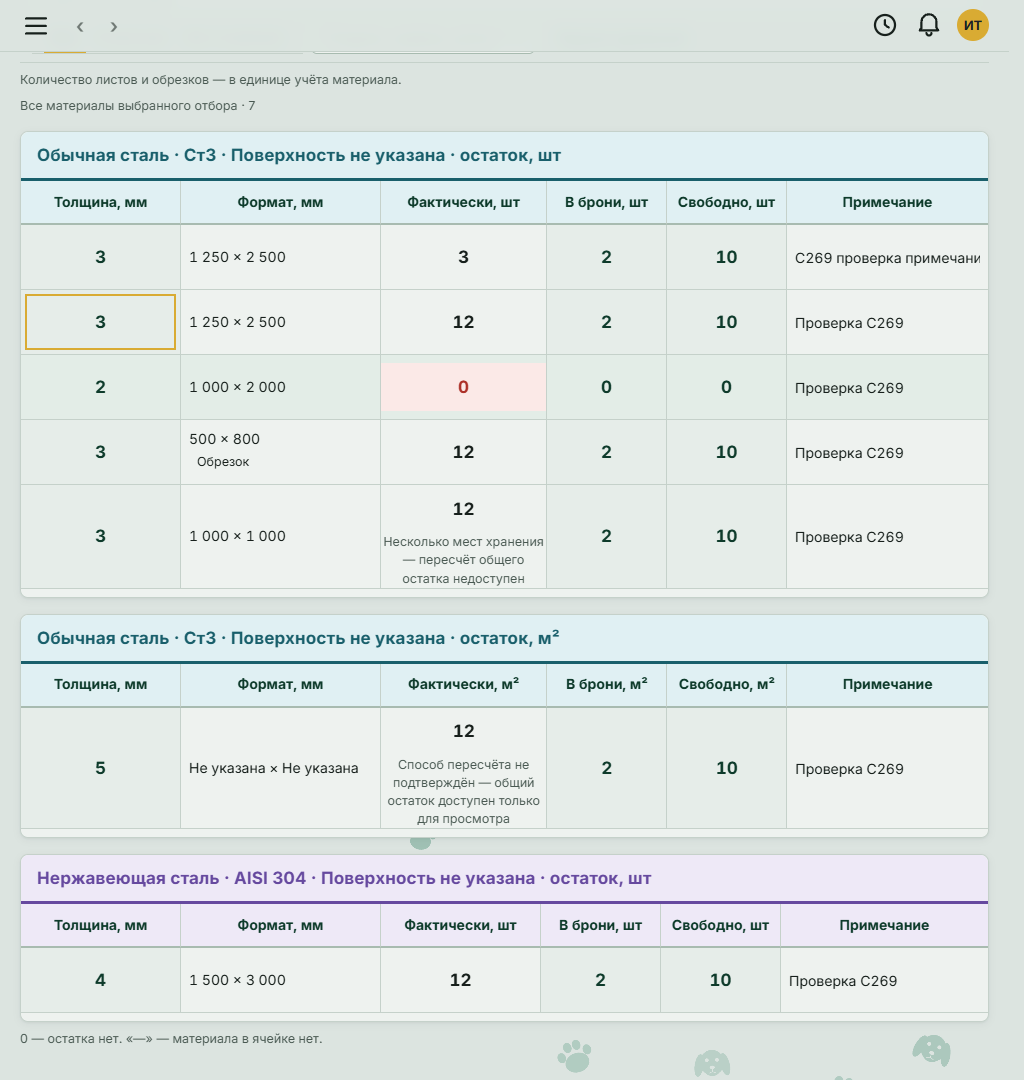 ИТ
Количество листов и обрезков — в единице учёта материала.
Все материалы выбранного отбора · 7
Обычная сталь · Ст3 · Поверхность не указана · остаток, шт
Толщина, мм Формат, мм Фактически, шт В брони, шт Свободно, шт Примечание
3 1 250 × 2 500 3 2 10 С269 проверка примечани
3 1 250 × 2 500 12 2 10 Проверка С269
2 1 000 × 2 000 0 0 0 Проверка С269
3 500 × 800 12 2 10 Проверка С269
Обрезок
3 1 000 × 1 000 12 2 10 Проверка С269
Несколько мест хранения
— пересчёт общего
остатка недоступен
Обычная сталь · Ст3 · Поверхность не указана · остаток, м²
Толщина, мм Формат, мм Фактически, м² В брони, м² Свободно, м² Примечание
5 Не указана × Не указана 12 2 10 Проверка С269
Способ пересчёта не
подтверждён — общий
остаток доступен только
для просмотра
Нержавеющая сталь · AISI 304 · Поверхность не указана · остаток, шт
Толщина, мм Формат, мм Фактически, шт В брони, шт Свободно, шт Примечание
4 1 500 × 3 000 12 2 10 Проверка С269
0 — остатка нет. «—» — материала в ячейке нет.